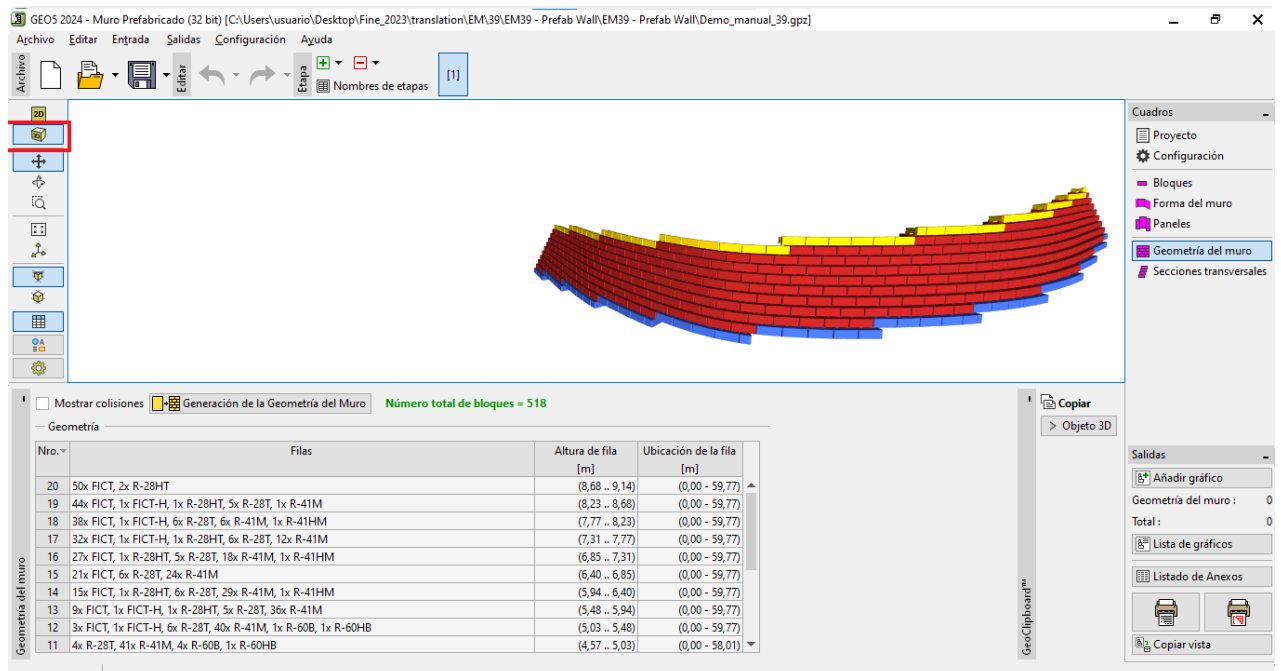 GEO5 2024 - Muro Prefabricado (32 bit) [C:\Users\usuario\Desktop\Fine_2023\translation\EM\39\EM39 - Prefab Wall\EM39 - Prefab Wall\Demo_manual_39.gpz]
Archivo Editar Entrada Salidas Configuración Ayuda
Archivo
Editar
Etapa
Nombres de etapas
[1]
2D
3D
Cuadros
Proyecto
Configuración
Bloques
Forma del muro
Paneles
Geometría del muro
Secciones transversales
Mostrar colisiones Generación de la Geometría del Muro Número total de bloques = 518
Geometría
Nro. Filas Altura de fila Ubicación de la fila
[m] [m]
20 50x FICT, 2x R-28HT (8,68 .. 9,14) (0,00 - 59,77)
19 44x FICT, 1x FICT-H, 1x R-28HT, 5x R-28T, 1x R-41M (8,23 .. 8,68) (0,00 - 59,77)
18 38x FICT, 1x FICT-H, 6x R-28T, 6x R-41M, 1x R-41HM (7,77 .. 8,23) (0,00 - 59,77)
17 32x FICT, 1x FICT-H, 1x R-28HT, 6x R-28T, 12x R-41M (7,31 .. 7,77) (0,00 - 59,77)
16 27x FICT, 1x R-28HT, 5x R-28T, 18x R-41M, 1x R-41HM (6,85 .. 7,31) (0,00 - 59,77)
15 21x FICT, 6x R-28T, 24x R-41M (6,40 .. 6,85) (0,00 - 59,77)
14 15x FICT, 1x R-28HT, 6x R-28T, 29x R-41M, 1x R-41HM (5,94 .. 6,40) (0,00 - 59,77)
13 9x FICT, 1x FICT-H, 1x R-28HT, 5x R-28T, 36x R-41M (5,48 .. 5,94) (0,00 - 59,77)
12 3x FICT, 1x FICT-H, 6x R-28T, 40x R-41M, 1x R-60B, 1x R-60HB (5,03 .. 5,48) (0,00 - 59,77)
11 4x R-28T, 41x R-41M, 4x R-60B, 1x R-60HB (4,57 .. 5,03) (0,00 - 58,01)
Geometría del muro
Copiar
> Objeto 3D
GeoClipboard™
Salidas
Añadir gráfico
Geometría del muro : 0
Total : 0
Lista de gráficos
Listado de Anexos
Copiar vista